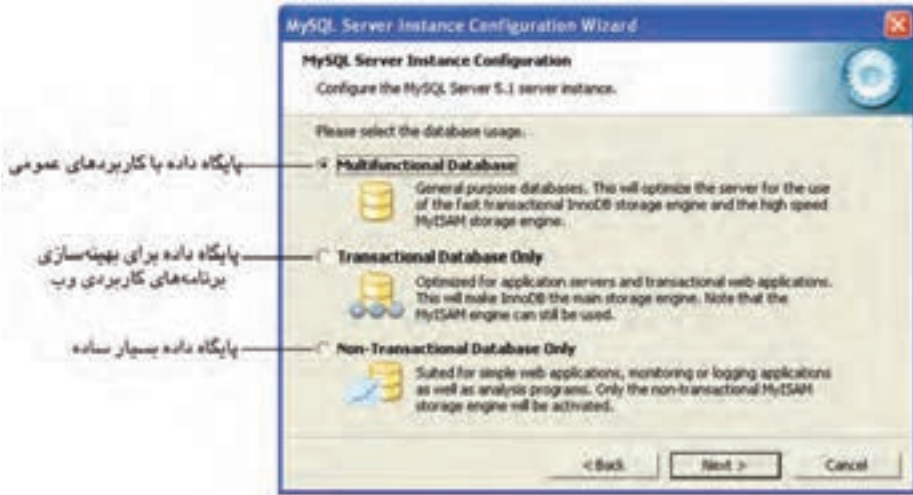 MySQL Server Instance Configuration Wizard
MySQL Server Instance Configuration
Configure the MySQL Server 5.1 server instance.
Please select the database usage.
پایگاه داده با کاربردهای عمومی
Multifunctional Database
General purpose databases. This will optimize the server for the use
of the fast transactional InnoDB storage engine and the high speed
MyISAM storage engine.
پایگاه داده برای بهینه‌سازی
برنامه‌های کاربردی وب
Transactional Database Only
Optimized for application servers and transactional web applications.
This will make InnoDB the main storage engine. Note that the
MyISAM engine can still be used.
پایگاه داده بسیار ساده
Non-Transactional Database Only
Suited for simple web applications, monitoring or logging applications
as well as analysis programs. Only the non-transactional MyISAM
storage engine will be activated.
< Back
Next >
Cancel